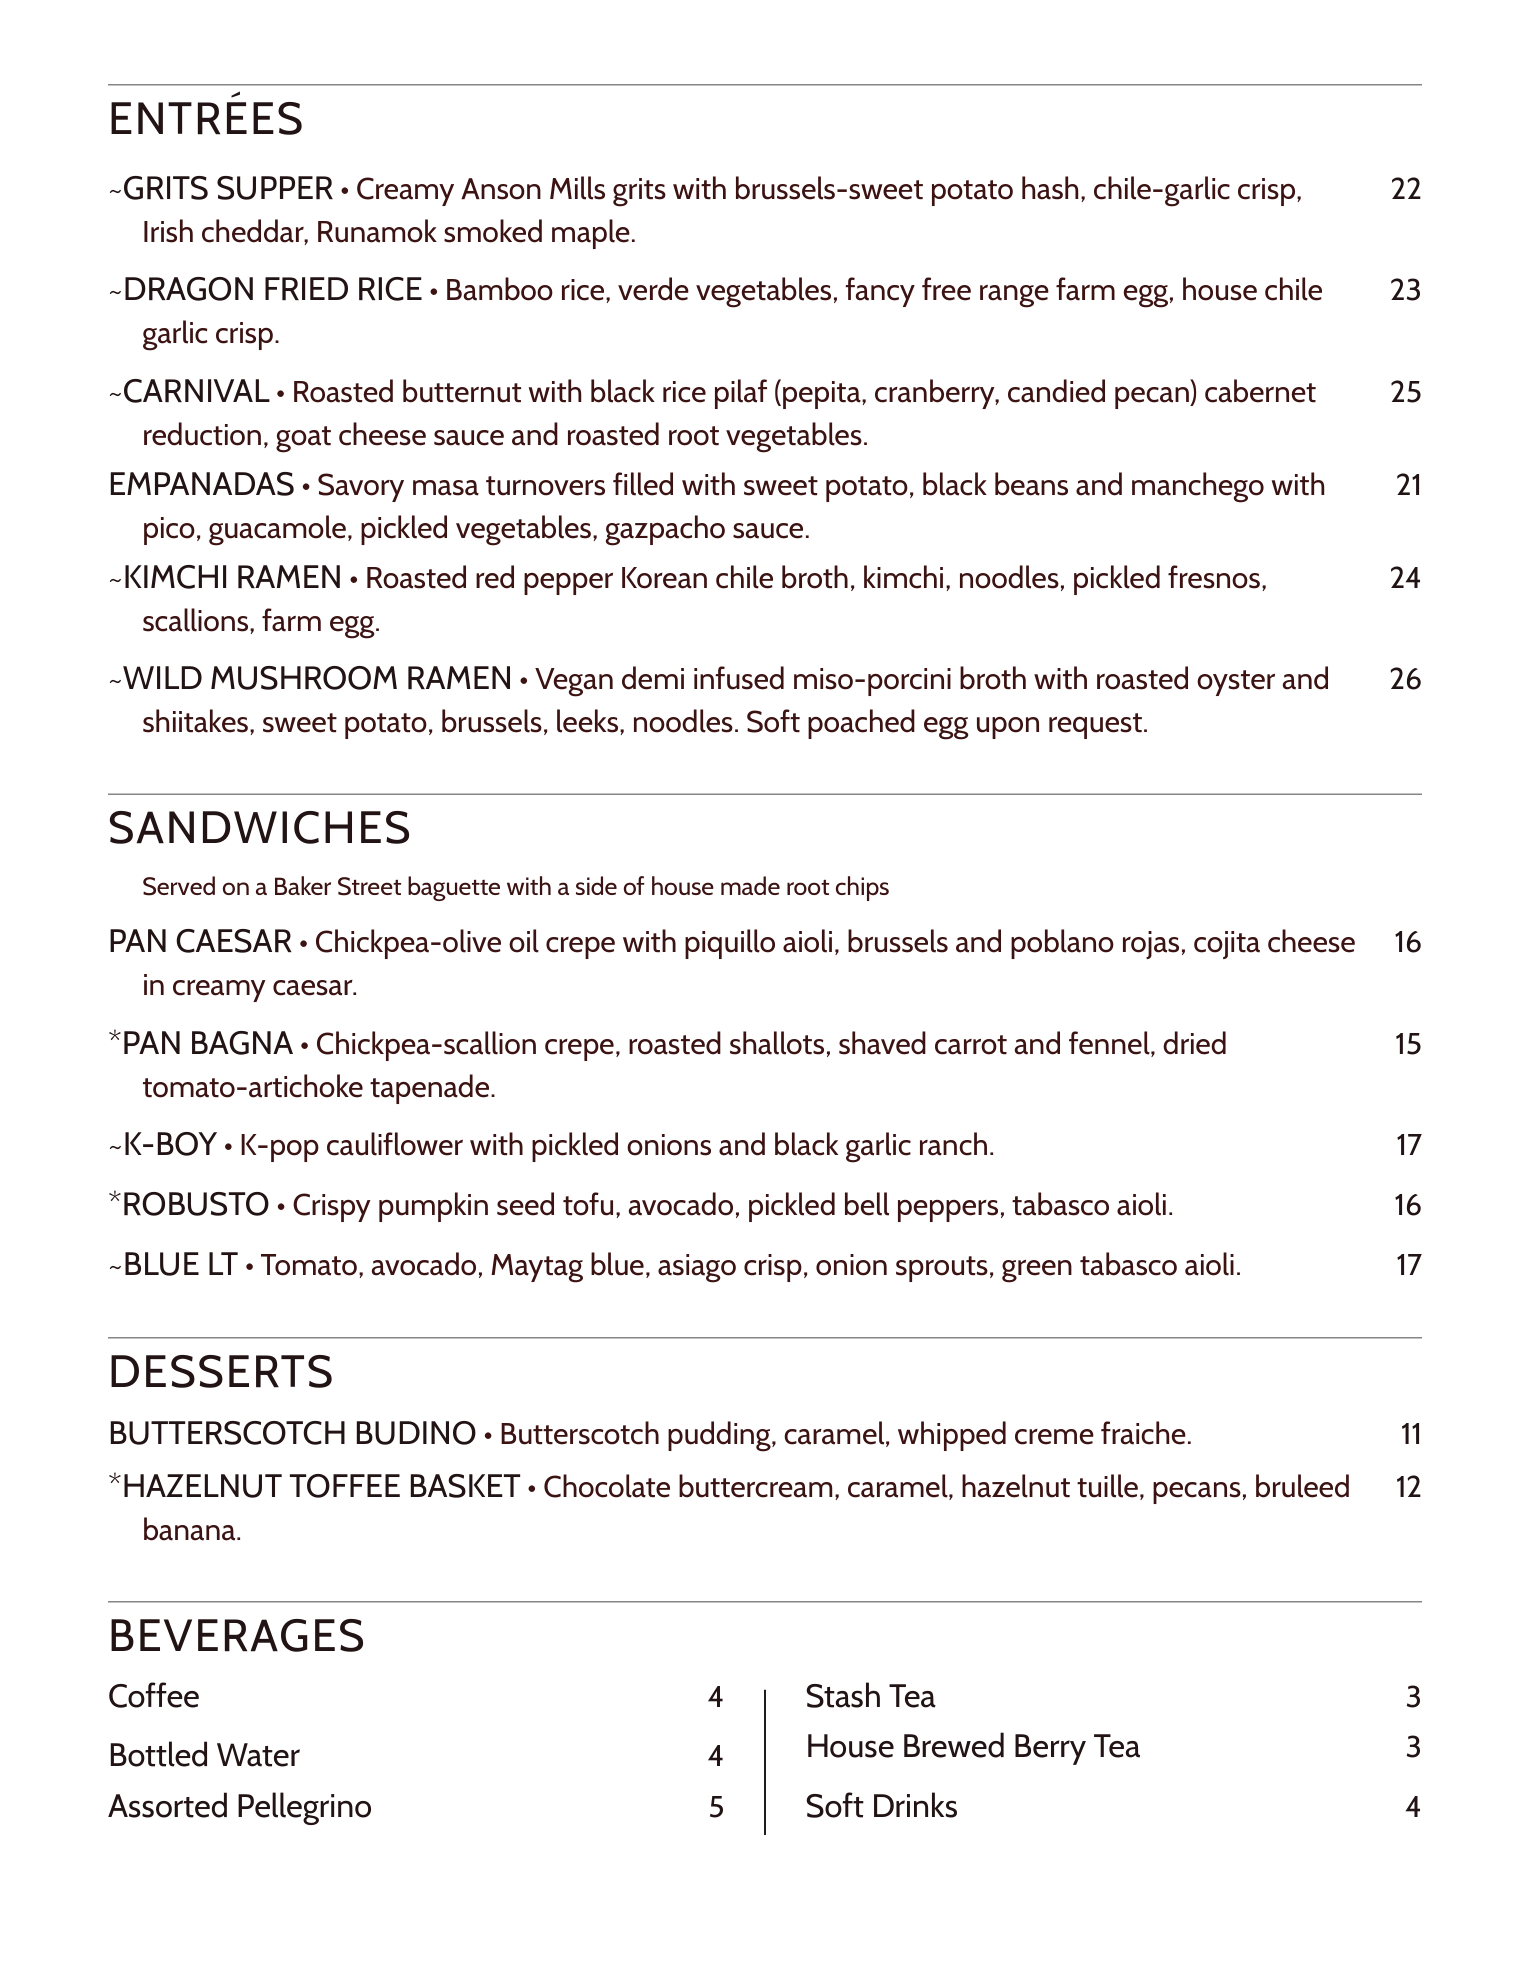 ENTRÉES
~GRITS SUPPER • Creamy Anson Mills grits with brussels-sweet potato hash, chile-garlic crisp, 22
Irish cheddar, Runamok smoked maple.
~DRAGON FRIED RICE • Bamboo rice, verde vegetables, fancy free range farm egg, house chile 23
garlic crisp.
~CARNIVAL • Roasted butternut with black rice pilaf (pepita, cranberry, candied pecan) cabernet 25
reduction, goat cheese sauce and roasted root vegetables.
EMPANADAS • Savory masa turnovers filled with sweet potato, black beans and manchego with 21
pico, guacamole, pickled vegetables, gazpacho sauce.
~KIMCHI RAMEN • Roasted red pepper Korean chile broth, kimchi, noodles, pickled fresnos, 24
scallions, farm egg.
~WILD MUSHROOM RAMEN • Vegan demi infused miso-porcini broth with roasted oyster and 26
shiitakes, sweet potato, brussels, leeks, noodles. Soft poached egg upon request.
SANDWICHES
Served on a Baker Street baguette with a side of house made root chips
PAN CAESAR • Chickpea-olive oil crepe with piquillo aioli, brussels and poblano rojas, cojita cheese 16
in creamy caesar.
*PAN BAGNA • Chickpea-scallion crepe, roasted shallots, shaved carrot and fennel, dried 15
tomato-artichoke tapenade.
~K-BOY • K-pop cauliflower with pickled onions and black garlic ranch. 17
*ROBUSTO • Crispy pumpkin seed tofu, avocado, pickled bell peppers, tabasco aioli. 16
~BLUE LT • Tomato, avocado, Maytag blue, asiago crisp, onion sprouts, green tabasco aioli. 17
DESSERTS
BUTTERSCOTCH BUDINO • Butterscotch pudding, caramel, whipped creme fraiche. 11
*HAZELNUT TOFFEE BASKET • Chocolate buttercream, caramel, hazelnut tuille, pecans, bruleed 12
banana.
BEVERAGES
Coffee 4
Bottled Water 4
Assorted Pellegrino 5
Stash Tea 3
House Brewed Berry Tea 3
Soft Drinks 4